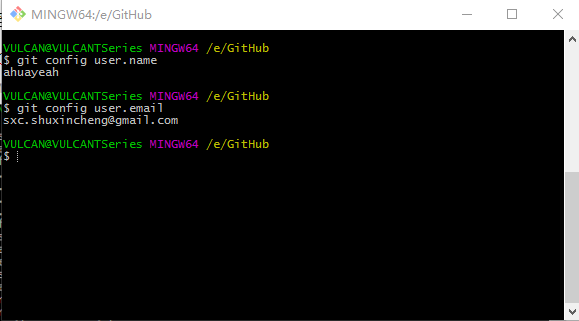 MINGW64:/e/GitHub
VULCAN@VULCANTSeries MINGW64 /e/GitHub
$ git config user.name
ahuayeah
VULCAN@VULCANTSeries MINGW64 /e/GitHub
$ git config user.email
sxc.shuxincheng@gmail.com
VULCAN@VULCANTSeries MINGW64 /e/GitHub
$